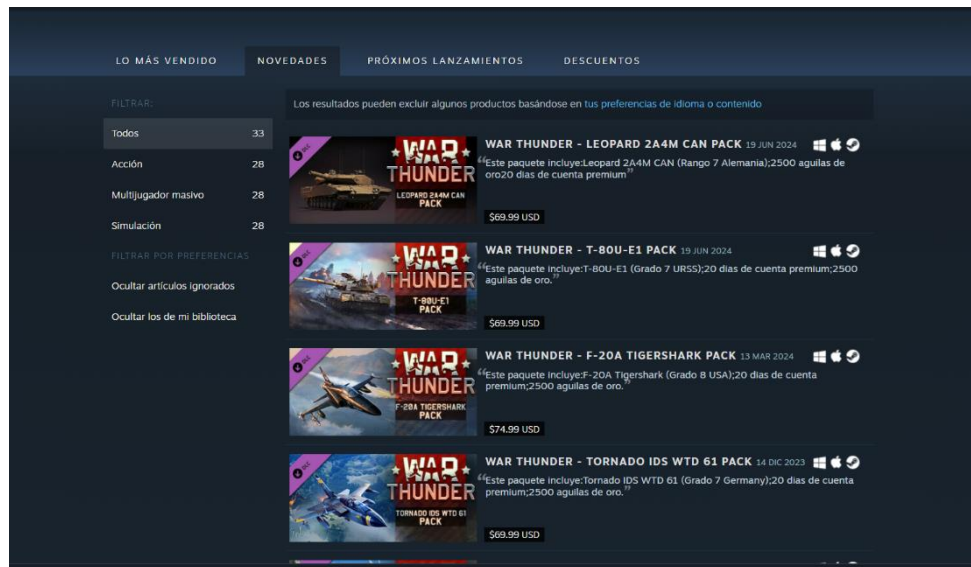 LO MÁS VENDIDO
NOVEDADES
PRÓXIMOS LANZAMIENTOS
DESCUENTOS
FILTRAR:
Todos 33
Acción 28
Multijugador masivo 28
Simulación 28
FILTRAR POR PREFERENCIAS
Ocultar artículos ignorados
Ocultar los de mi biblioteca
Los resultados pueden excluir algunos productos basándose en tus preferencias de idioma o contenido
WAR
THUNDER
LEOPARD 2A4M CAN
PACK
WAR THUNDER - LEOPARD 2A4M CAN PACK 19 JUN 2024
“Este paquete incluye:Leopard 2A4M CAN (Rango 7 Alemania);2500 aguilas de
oro20 dias de cuenta premium”
$69.99 USD
WAR
THUNDER
T-80U-E1
PACK
WAR THUNDER - T-80U-E1 PACK 19 JUN 2024
“Este paquete incluye:T-80U-E1 (Grado 7 URSS);20 dias de cuenta premium;2500
aguilas de oro.”
$69.99 USD
WAR
THUNDER
F-20A TIGERSHARK
PACK
WAR THUNDER - F-20A TIGERSHARK PACK 13 MAR 2024
“Este paquete incluye:F-20A Tigershark (Grado 8 USA);20 dias de cuenta
premium;2500 aguilas de oro.”
$74.99 USD
WAR
THUNDER
TORNADO IDS WTD 61
PACK
WAR THUNDER - TORNADO IDS WTD 61 PACK 14 DIC 2023
“Este paquete incluye:Tornado IDS WTD 61 (Grado 7 Germany);20 dias de cuenta
premium;2500 aguilas de oro.”
$69.99 USD